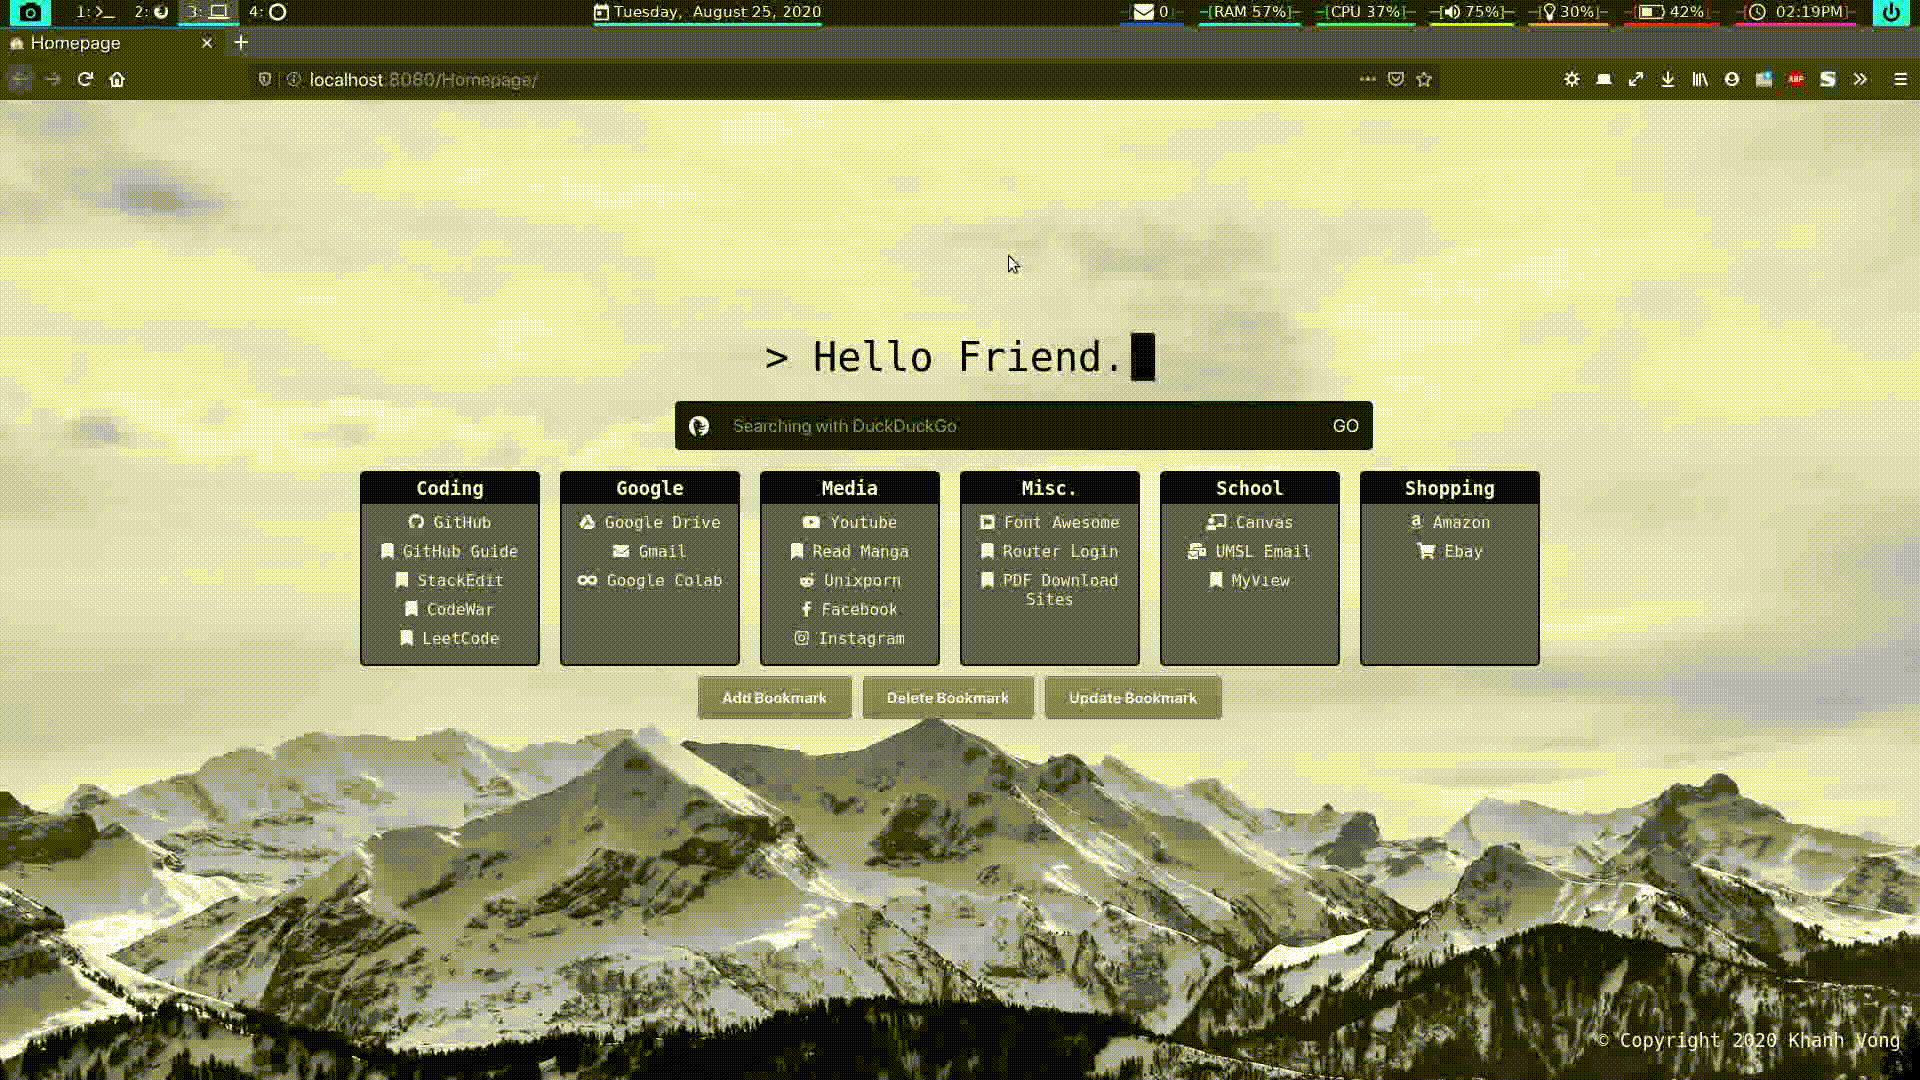 1: 2: 3: 4: Tuesday, August 25, 2020 0 RAM 57% CPU 37% 75% 30% 42% 02:19PM
Homepage
localhost:8080/Homepage/
ABP S
> Hello Friend.
Searching with DuckDuckGo GO
Coding
GitHub
GitHub Guide
StackEdit
CodeWar
LeetCode
Google
Google Drive
Gmail
Google Colab
Media
Youtube
Read Manga
Unixporn
Facebook
Instagram
Misc.
Font Awesome
Router Login
PDF Download
Sites
School
Canvas
UMSL Email
MyView
Shopping
Amazon
Ebay
Add Bookmark Delete Bookmark Update Bookmark
© Copyright 2020 Khanh Vong